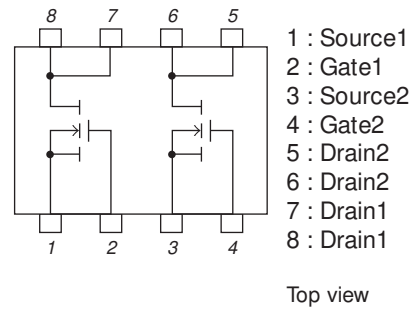 8 7 6 5
1 : Source1
2 : Gate1
3 : Source2
4 : Gate2
5 : Drain2
6 : Drain2
7 : Drain1
8 : Drain1
1 2 3 4
Top view